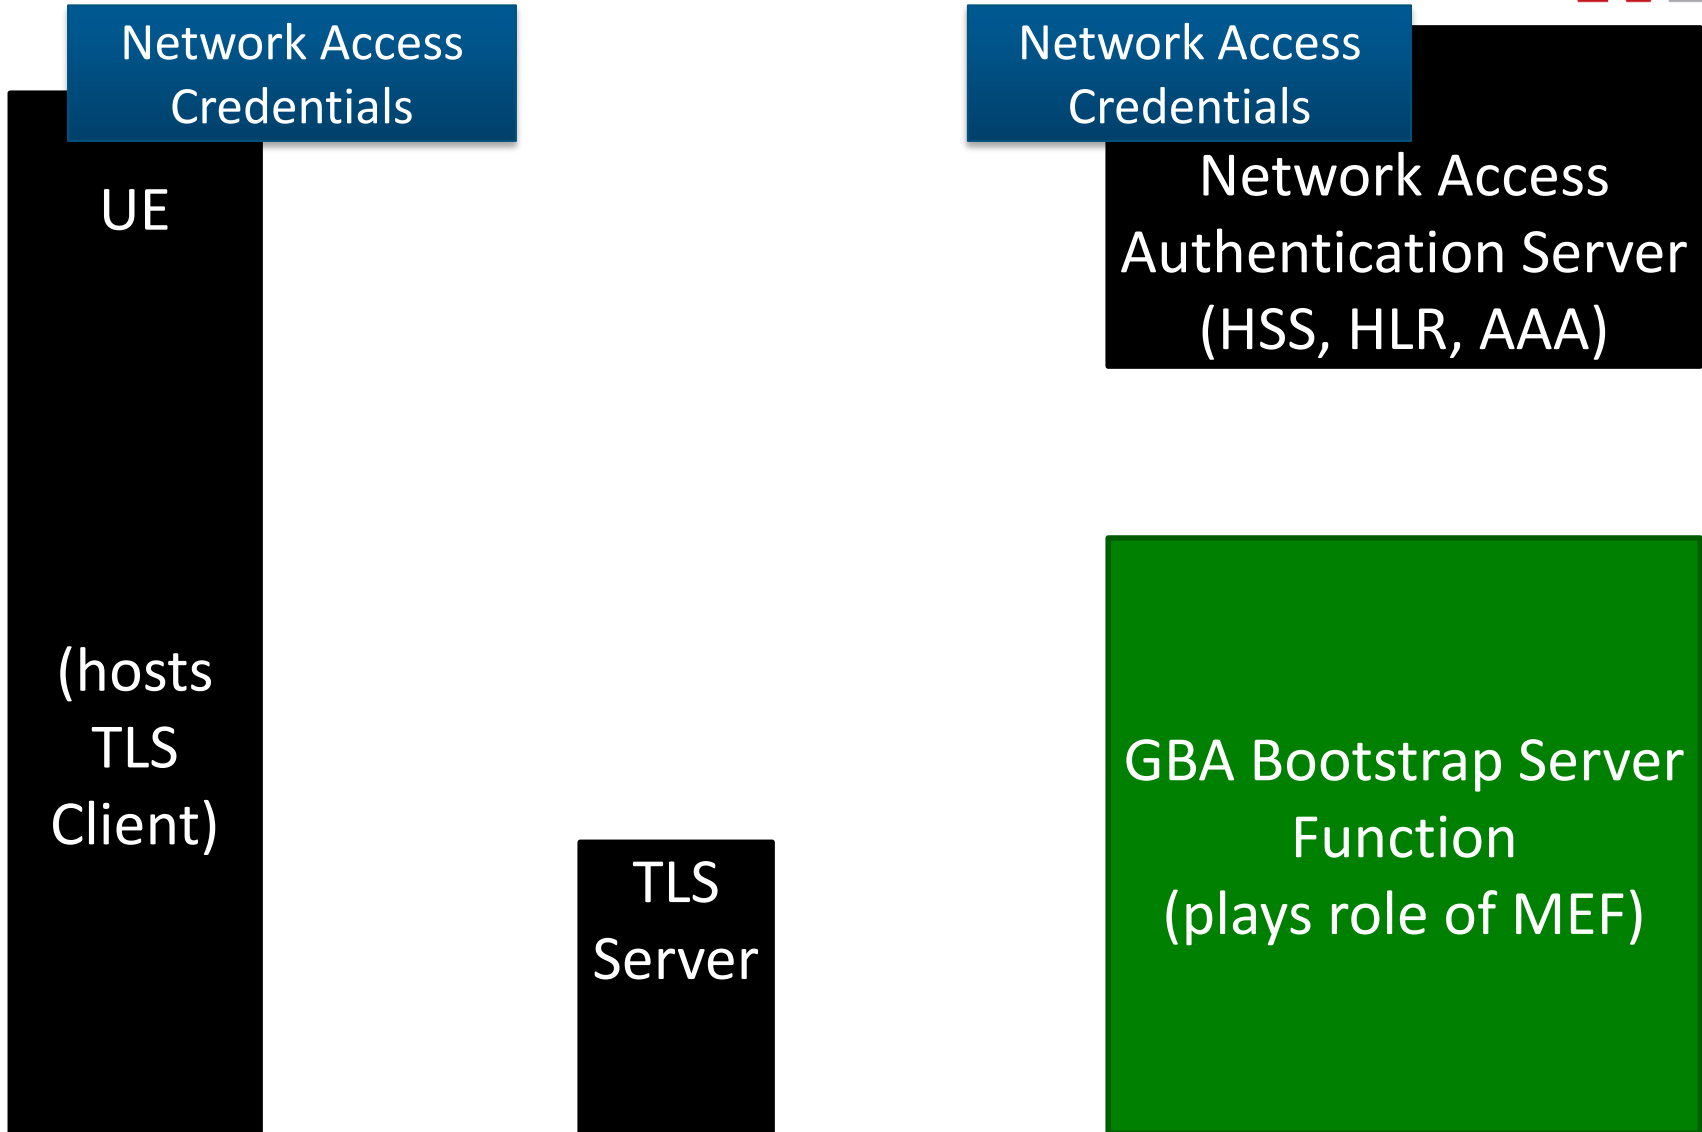 Network Access
Credentials
Network Access
Credentials
UE
(hosts
TLS
Client)
TLS
Server
Network Access
Authentication Server
(HSS, HLR, AAA)
GBA Bootstrap Server
Function
(plays role of MEF)